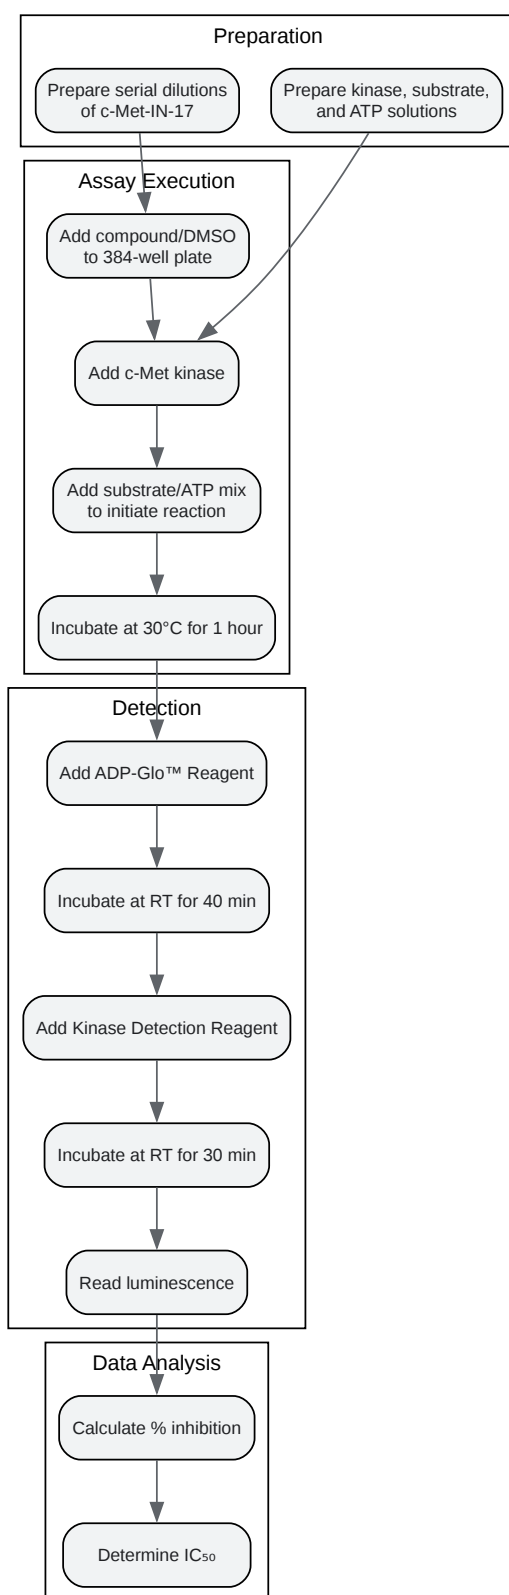 Preparation
Prepare serial dilutions
of c-Met-IN-17
Prepare kinase, substrate,
and ATP solutions
Assay Execution
Add compound/DMSO
to 384-well plate
Add c-Met kinase
Add substrate/ATP mix
to initiate reaction
Incubate at 30°C for 1 hour
Detection
Add ADP-Glo™ Reagent
Incubate at RT for 40 min
Add Kinase Detection Reagent
Incubate at RT for 30 min
Read luminescence
Data Analysis
Calculate % inhibition
Determine IC₅₀